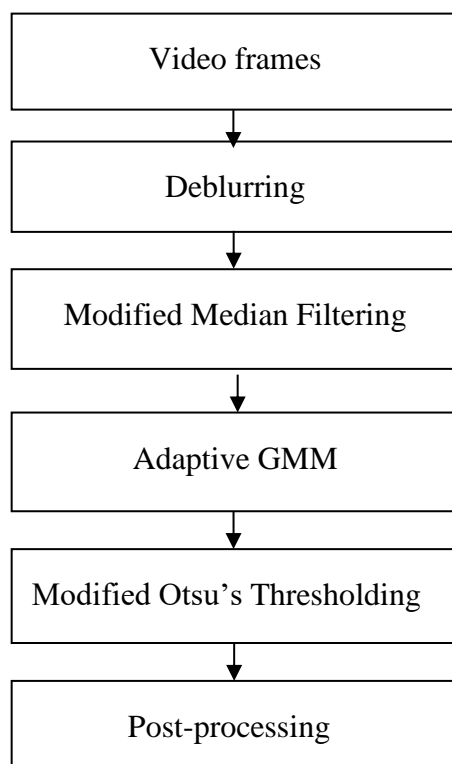 Video frames
Deblurring
Modified Median Filtering
Adaptive GMM
Modified Otsu’s Thresholding
Post-processing